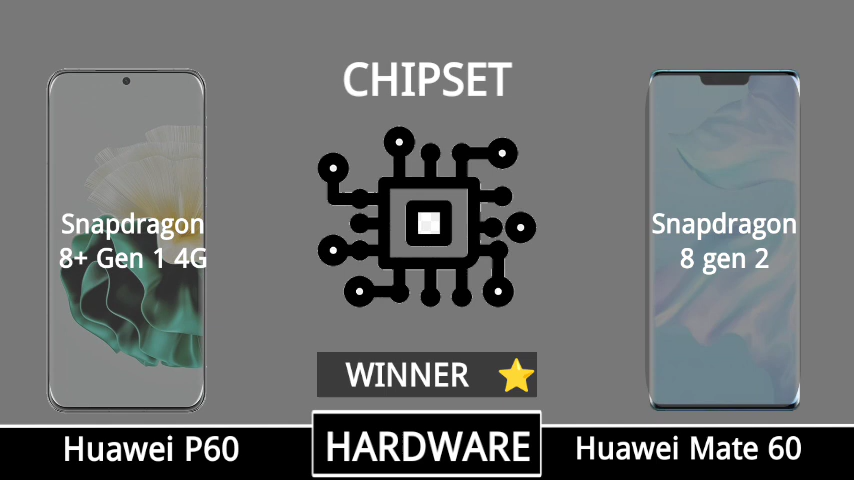 CHIPSET
Snapdragon
8+ Gen 1 4G
Snapdragon
8 gen 2
WINNER
Huawei P60
HARDWARE
Huawei Mate 60